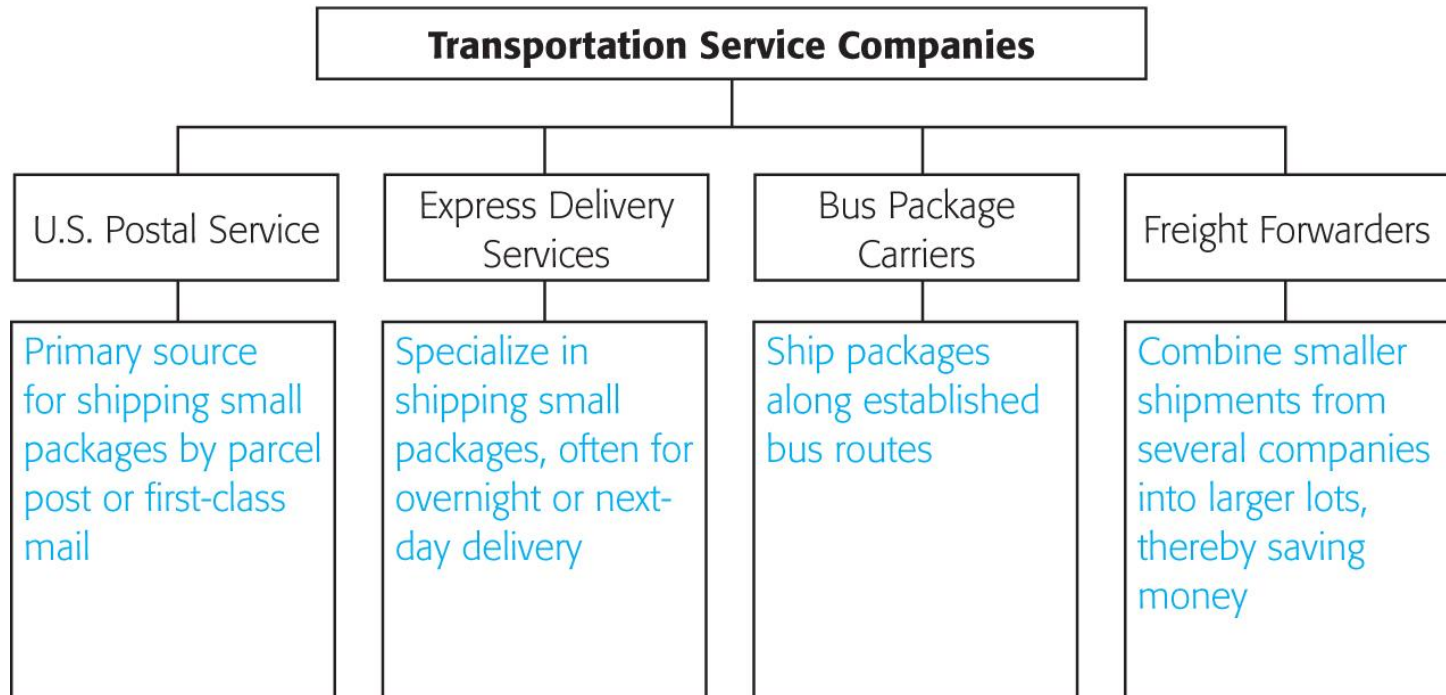 Transportation Service Companies
U.S. Postal Service
Express Delivery
Services
Bus Package
Carriers
Freight Forwarders
Primary source
for shipping small
packages by parcel
post or first-class
mail
Specialize in
shipping small
packages, often for
overnight or next-
day delivery
Ship packages
along established
bus routes
Combine smaller
shipments from
several companies
into larger lots,
thereby saving
money